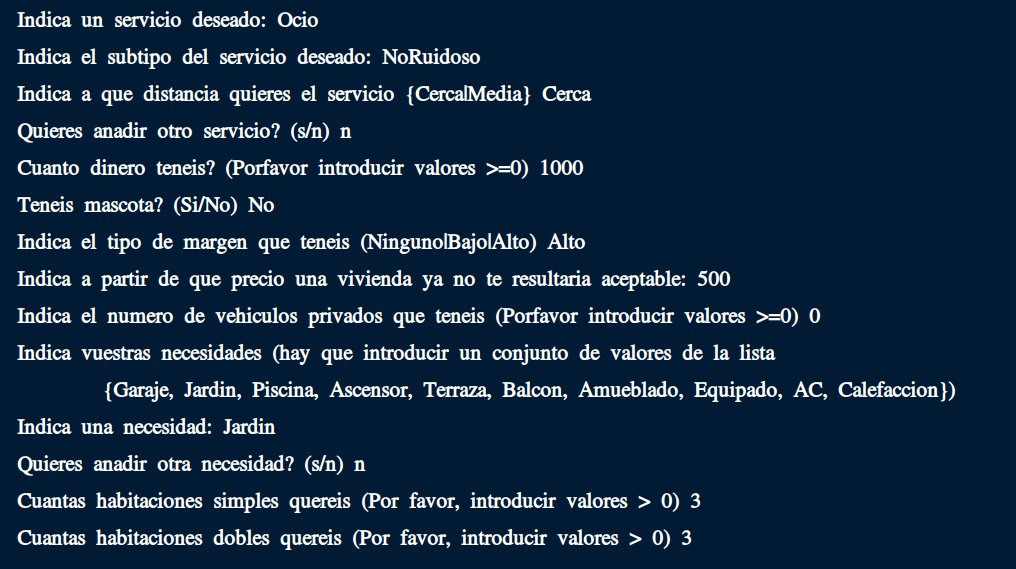 Indica un servicio deseado: Ocio
Indica el subtipo del servicio deseado: NoRuidoso
Indica a que distancia quieres el servicio {Cerca|Media} Cerca
Quieres anadir otro servicio? (s/n) n
Cuanto dinero teneis? (Porfavor introducir valores >=0) 1000
Teneis mascota? (Si/No) No
Indica el tipo de margen que teneis (Ninguno|Bajo|Alto) Alto
Indica a partir de que precio una vivienda ya no te resultaria aceptable: 500
Indica el numero de vehiculos privados que teneis (Porfavor introducir valores >=0) 0
Indica vuestras necesidades (hay que introducir un conjunto de valores de la lista
{Garaje, Jardin, Piscina, Ascensor, Terraza, Balcon, Amueblado, Equipado, AC, Calefaccion})
Indica una necesidad: Jardin
Quieres anadir otra necesidad? (s/n) n
Cuantas habitaciones simples quereis (Por favor, introducir valores > 0) 3
Cuantas habitaciones dobles quereis (Por favor, introducir valores > 0) 3